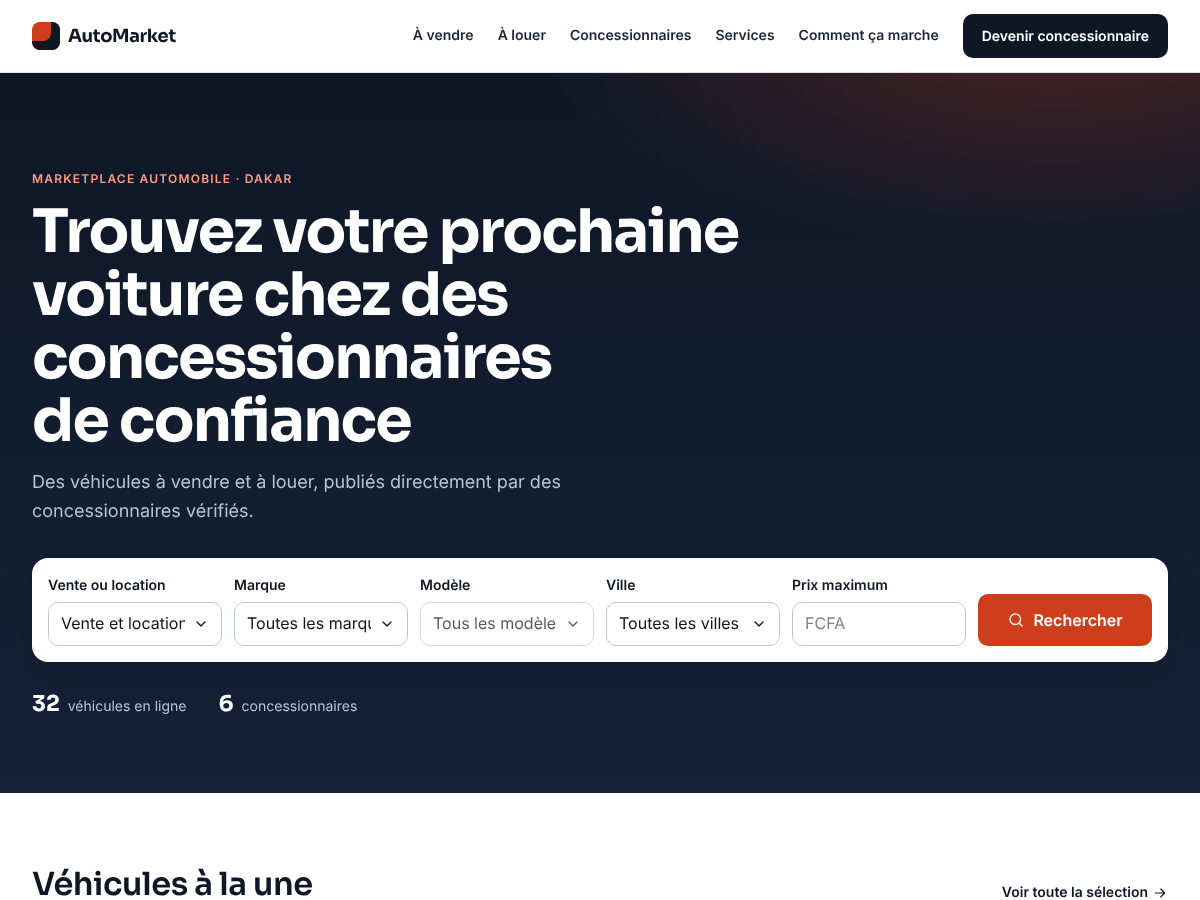 AutoMarket
À vendre
À louer
Concessionnaires
Services
Comment ça marche
Devenir concessionnaire
MARKETPLACE AUTOMOBILE · DAKAR
Trouvez votre prochaine
voiture chez des
concessionnaires
de confiance
Des véhicules à vendre et à louer, publiés directement par des
concessionnaires vérifiés.
Vente ou location
Marque
Modèle
Ville
Prix maximum
Vente et location
Toutes les marqu
Tous les modèle
Toutes les villes
FCFA
Rechercher
32 véhicules en ligne
6 concessionnaires
Véhicules à la une
Voir toute la sélection →